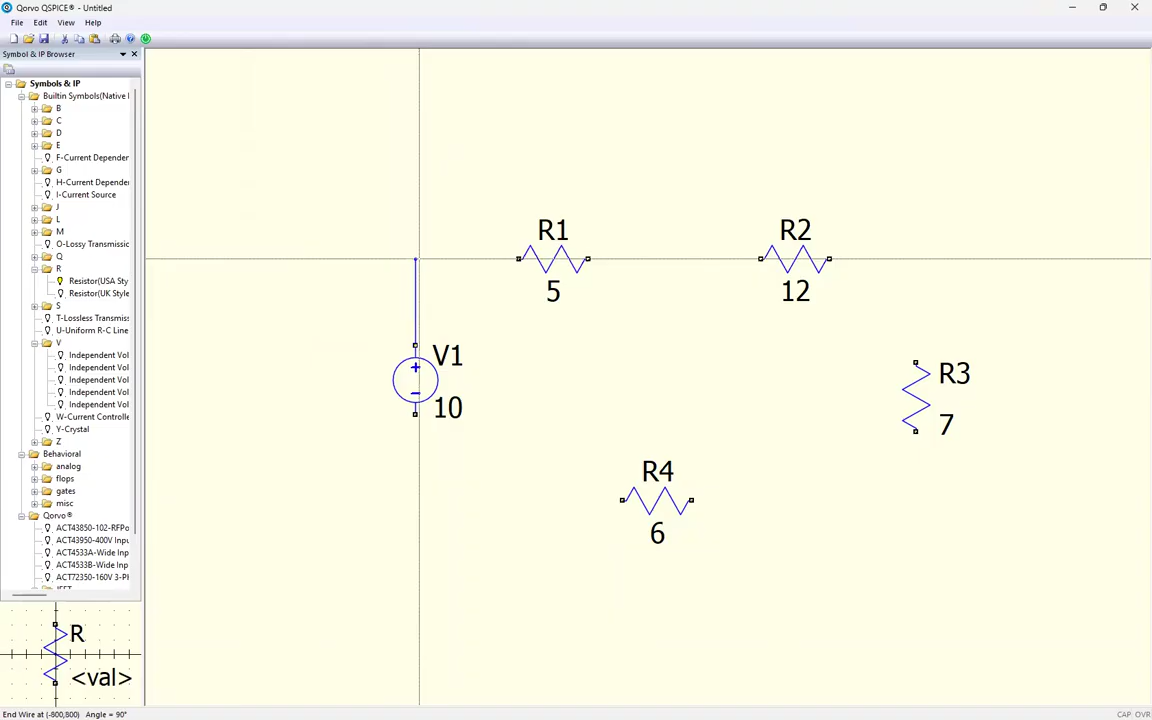 Qorvo QSPICE® - Untitled
File Edit View Help
Symbol & IP Browser
Symbols & IP
Builtin Symbols(Native
B
C
D
E
F-Current Depender
G
H-Current Depende
I-Current Source
J
L
M
O-Lossy Transmissio
Q
R
Resistor(USA Sty
Resistor(UK Style
S
T-Lossless Transmis
U-Uniform R-C Line
V
Independent Vol
Independent Vol
Independent Vol
Independent Vol
Independent Vol
W-Current Controlle
Y-Crystal
Z
Behavioral
analog
flops
gates
misc
Qorvo®
ACT43850-102-RFPo
ACT43950-400V Inpu
ACT4533A-Wide Inp
ACT4533B-Wide Inp
ACT72350-160V 3-P
R
<val>
R1
5
R2
12
V1
10
R3
7
R4
6
End Wire at (-800,800) Angle = 90°
CAP OVR